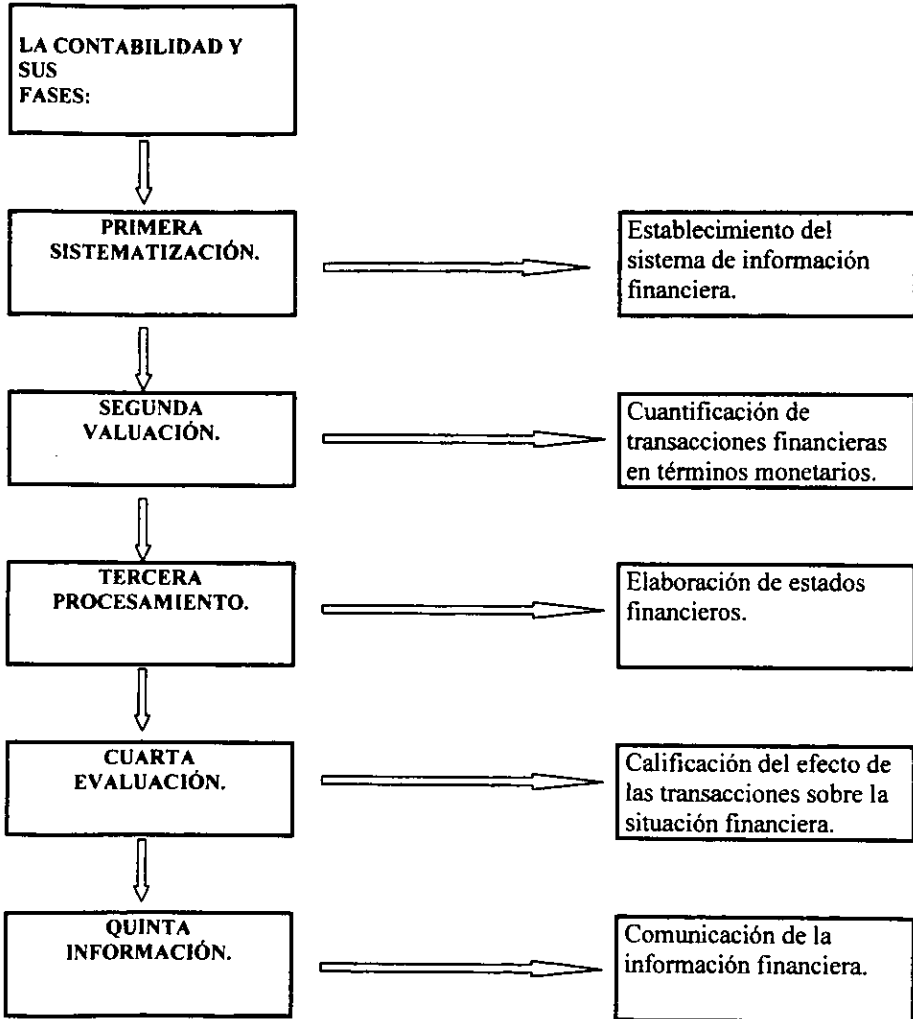 LA CONTABILIDAD Y
SUS
FASES:
PRIMERA
SISTEMATIZACIÓN.
Establecimiento del
sistema de información
financiera.
SEGUNDA
VALUACIÓN.
Cuantificación de
transacciones financieras
en términos monetarios.
TERCERA
PROCESAMIENTO.
Elaboración de estados
financieros.
CUARTA
EVALUACIÓN.
Calificación del efecto de
las transacciones sobre la
situación financiera.
QUINTA
INFORMACIÓN.
Comunicación de la
información financiera.